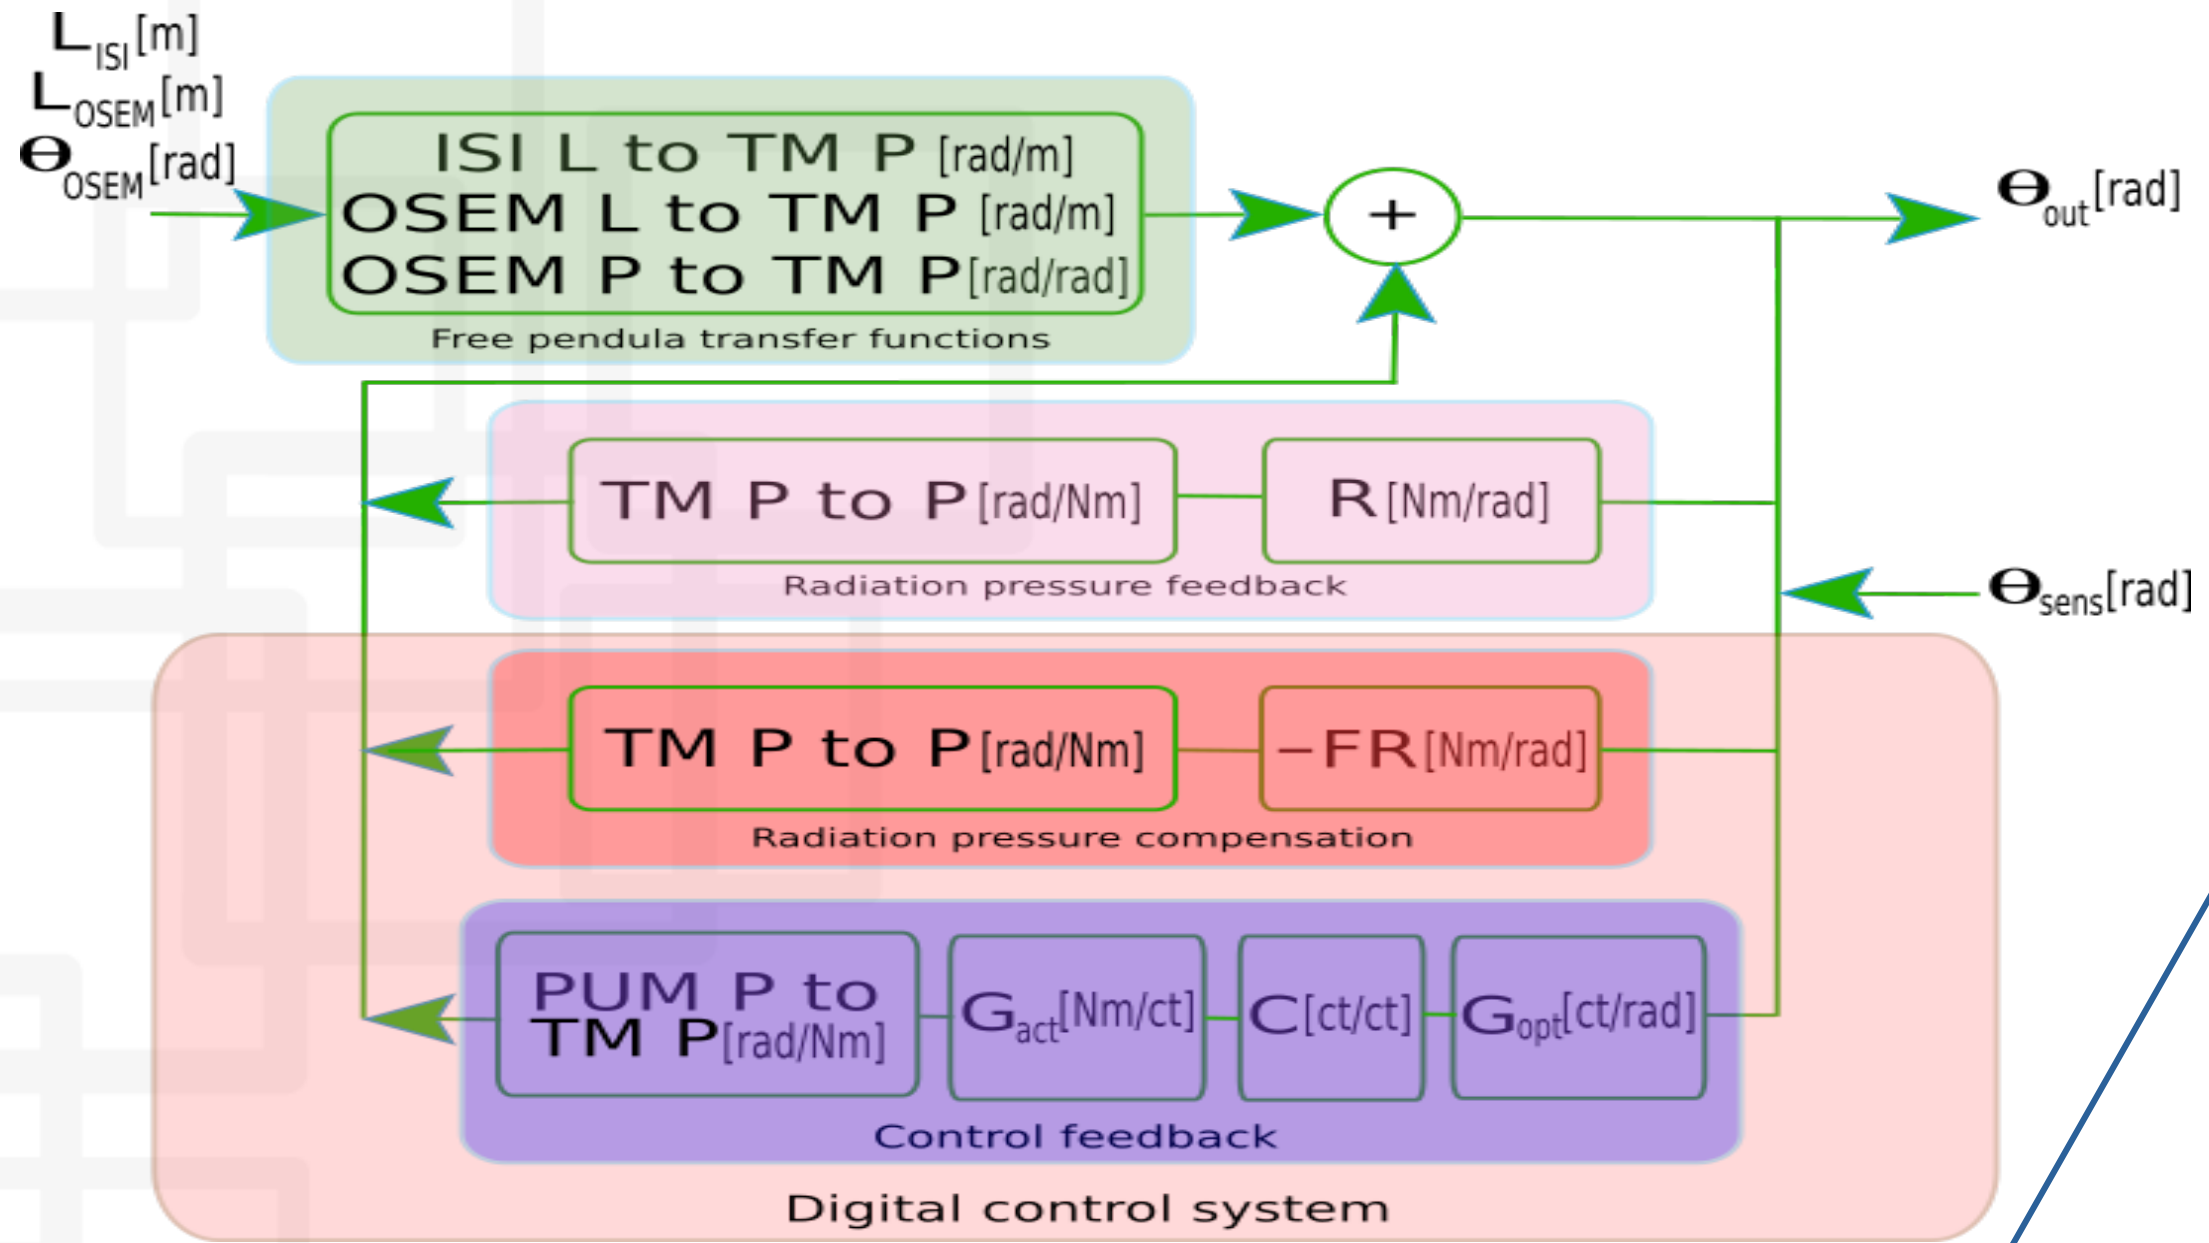 L_ISI[m]
L_OSEM[m]
Θ_OSEM[rad]
ISI L to TM P [rad/m]
OSEM L to TM P [rad/m]
OSEM P to TM P[rad/rad]
Free pendula transfer functions
+
Θ_out[rad]
TM P to P[rad/Nm]
R[Nm/rad]
Radiation pressure feedback
Θ_sens[rad]
TM P to P[rad/Nm]
−FR[Nm/rad]
Radiation pressure compensation
PUM P to
TM P[rad/Nm]
G_act[Nm/ct]
C[ct/ct]
G_opt[ct/rad]
Control feedback
Digital control system